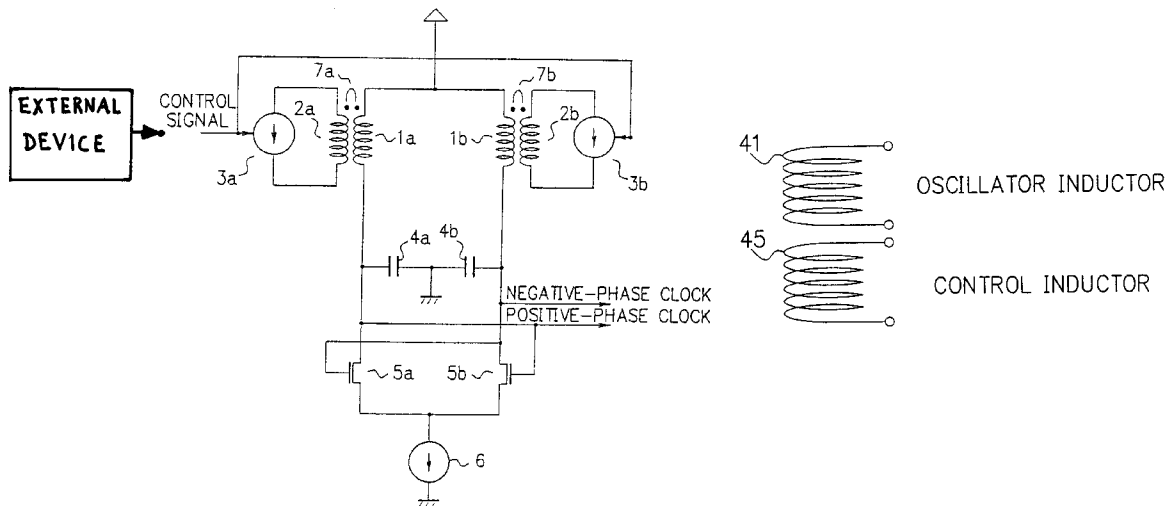 EXTERNAL
DEVICE
CONTROL
SIGNAL
7a
7b
2a
1a
1b
2b
3a
3b
4a
4b
NEGATIVE-PHASE CLOCK
POSITIVE-PHASE CLOCK
5a
5b
6
41
OSCILLATOR INDUCTOR
45
CONTROL INDUCTOR